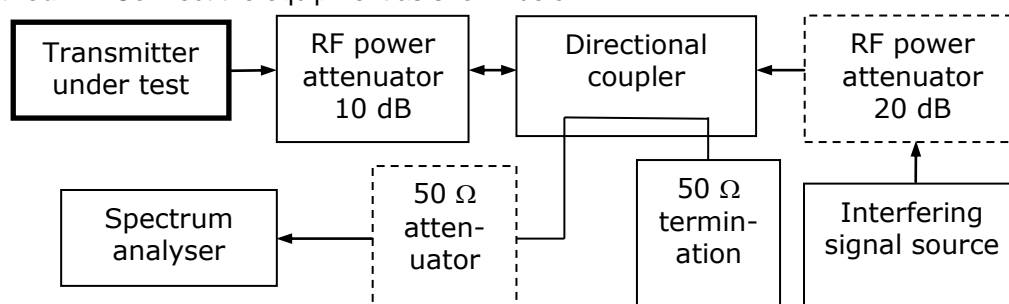 Transmitter
under test
RF power
attenuator
10 dB
Directional
coupler
RF power
attenuator
20 dB
Spectrum
analyser
50 Ω
atten-
uator
50 Ω
termin-
ation
Interfering
signal source